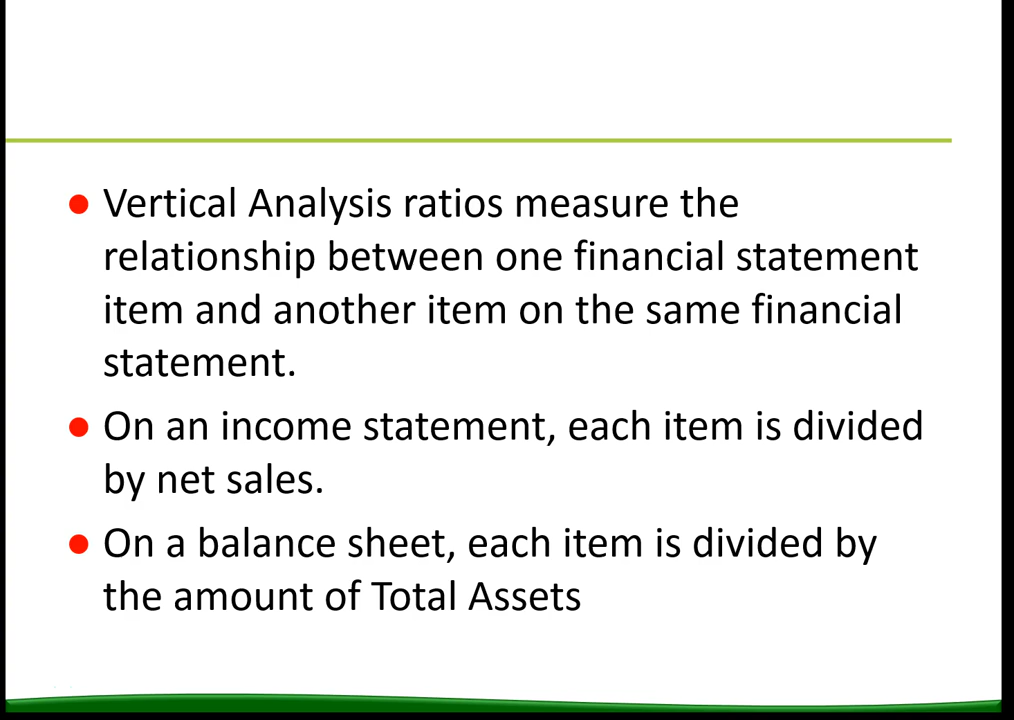 ● Vertical Analysis ratios measure the
relationship between one financial statement
item and another item on the same financial
statement.
● On an income statement, each item is divided
by net sales.
● On a balance sheet, each item is divided by
the amount of Total Assets